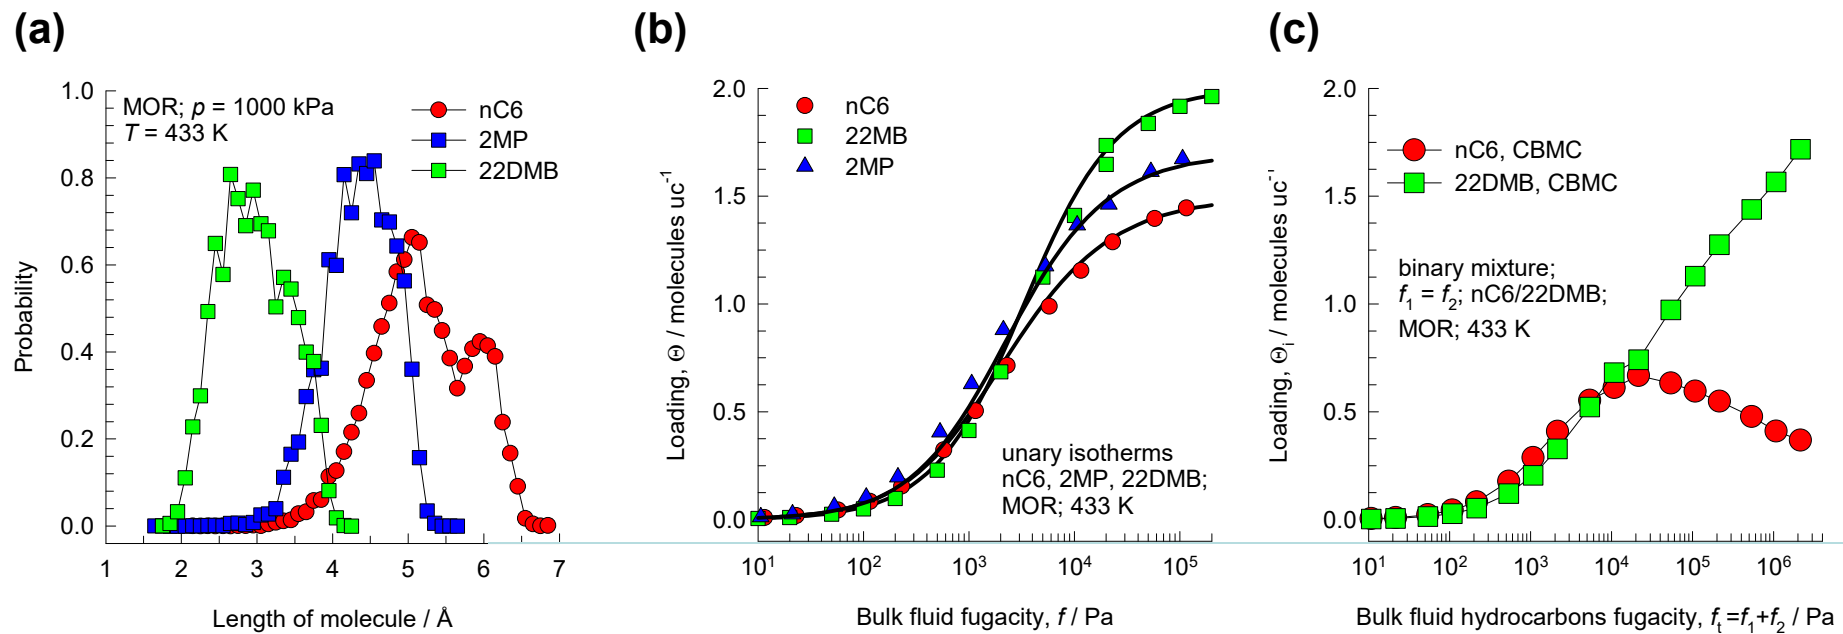 (a)
MOR; p = 1000 kPa
T = 433 K
nC6
2MP
22DMB
1.0
0.8
0.6
0.4
0.2
0.0
Probability
1 2 3 4 5 6 7
Length of molecule / Å
(b)
nC6
22MB
2MP
2.0
1.5
1.0
0.5
0.0
Loading, Θ / molecules uc⁻¹
unary isotherms
nC6, 2MP, 22DMB;
MOR; 433 K
10¹ 10² 10³ 10⁴ 10⁵
Bulk fluid fugacity, f / Pa
(c)
nC6, CBMC
22DMB, CBMC
2.0
1.5
1.0
0.5
0.0
Loading, Θᵢ / molecules uc⁻¹
binary mixture;
f₁ = f₂; nC6/22DMB;
MOR; 433 K
10¹ 10² 10³ 10⁴ 10⁵ 10⁶
Bulk fluid hydrocarbons fugacity, fₜ=f₁+f₂ / Pa